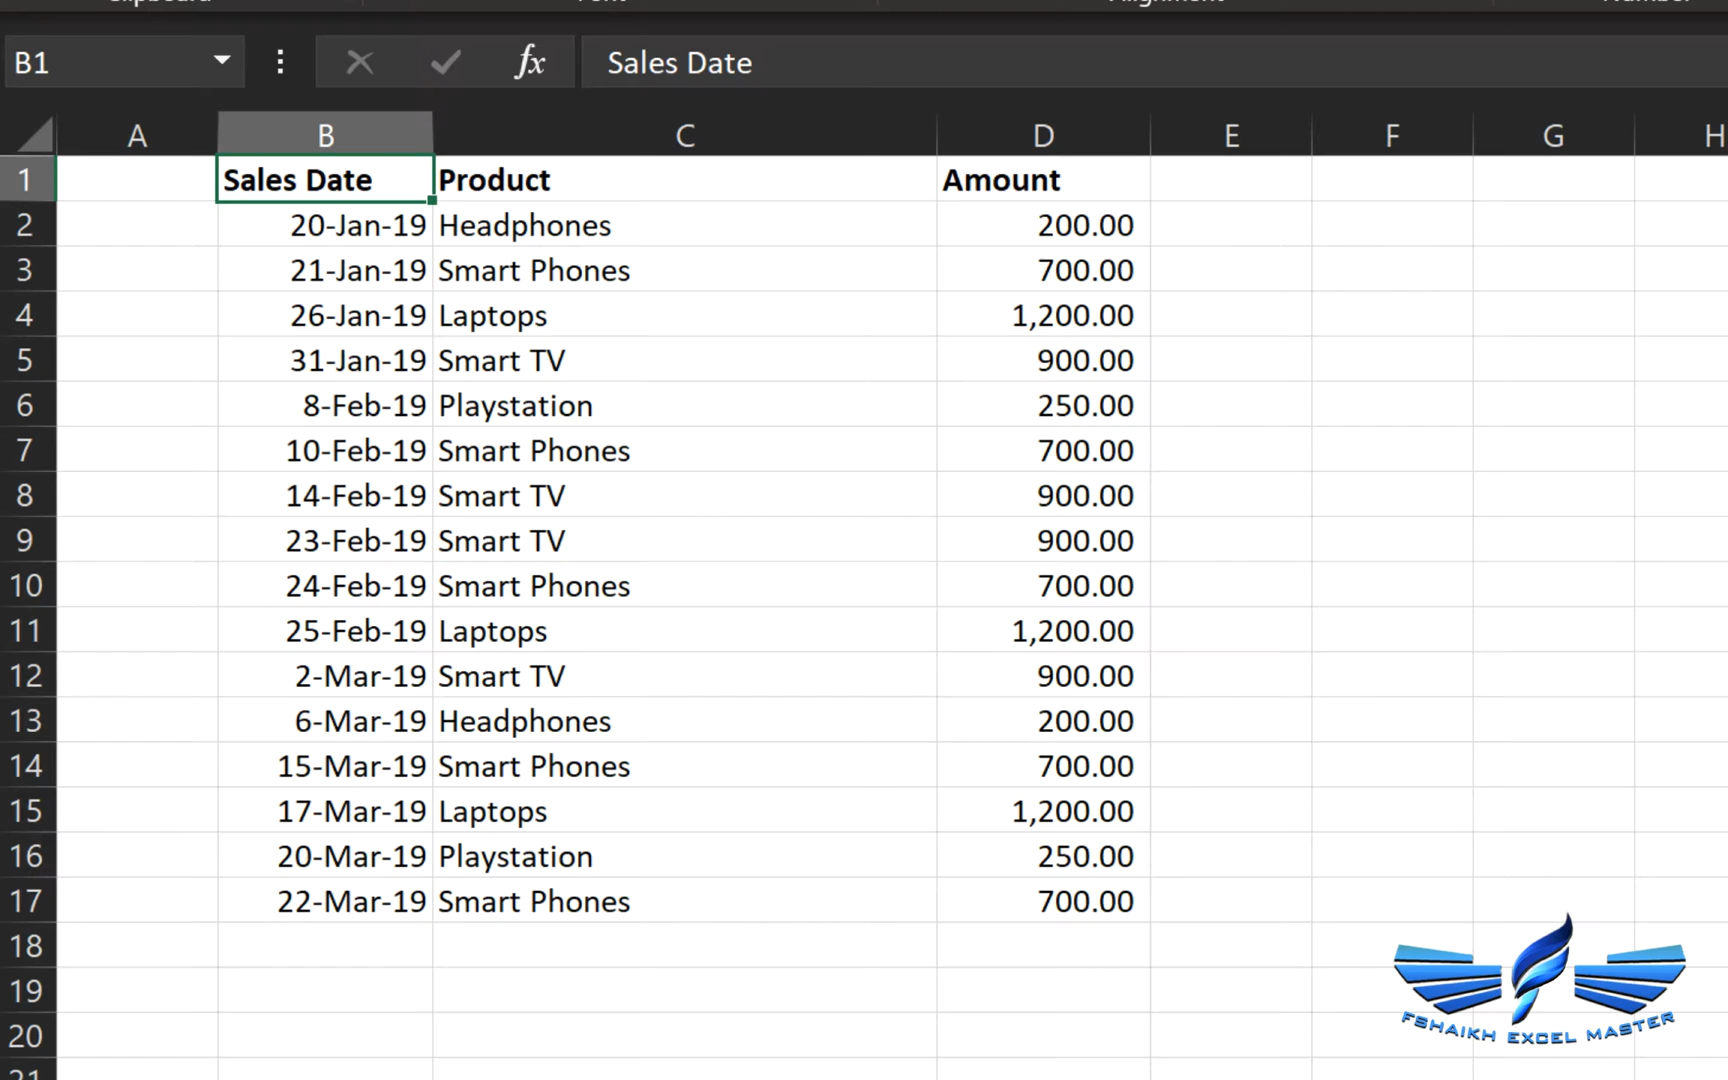 B1 fx Sales Date
A B C D E F G H
1 Sales Date Product Amount
2 20-Jan-19 Headphones 200.00
3 21-Jan-19 Smart Phones 700.00
4 26-Jan-19 Laptops 1,200.00
5 31-Jan-19 Smart TV 900.00
6 8-Feb-19 Playstation 250.00
7 10-Feb-19 Smart Phones 700.00
8 14-Feb-19 Smart TV 900.00
9 23-Feb-19 Smart TV 900.00
10 24-Feb-19 Smart Phones 700.00
11 25-Feb-19 Laptops 1,200.00
12 2-Mar-19 Smart TV 900.00
13 6-Mar-19 Headphones 200.00
14 15-Mar-19 Smart Phones 700.00
15 17-Mar-19 Laptops 1,200.00
16 20-Mar-19 Playstation 250.00
17 22-Mar-19 Smart Phones 700.00
18
19
20
FSHAIKH EXCEL MASTER